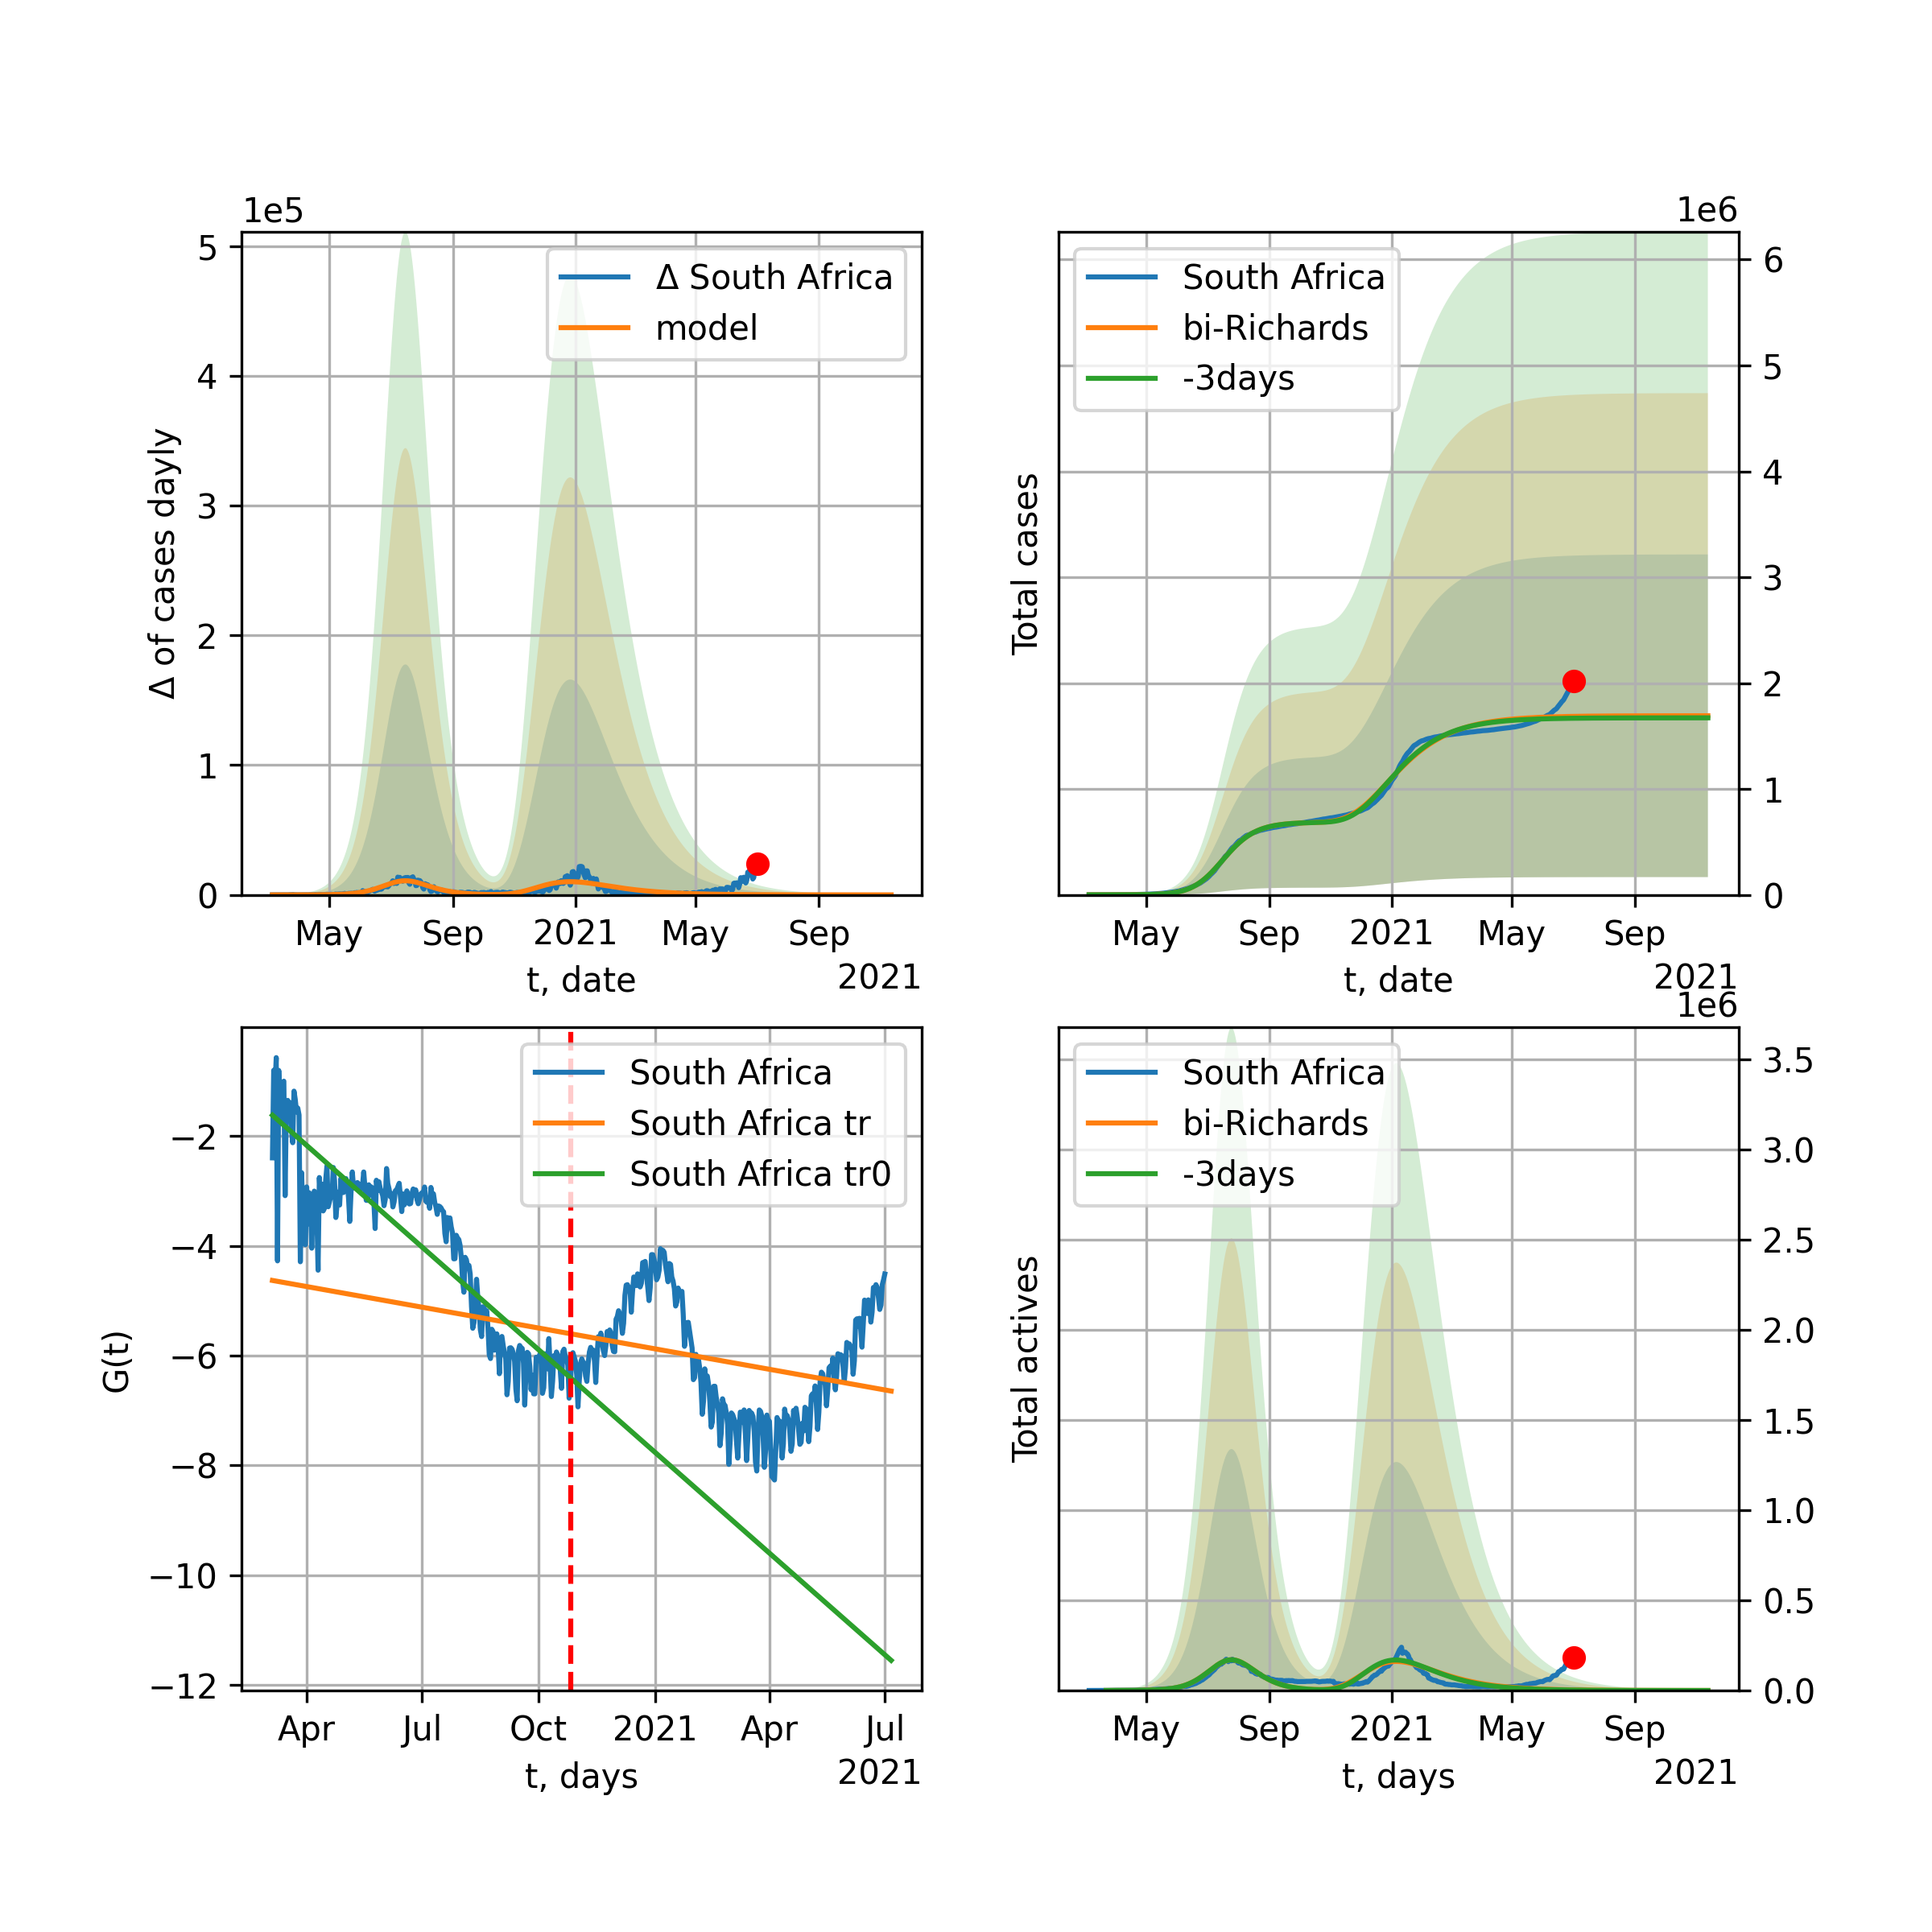 1e5
5
4
3
2
1
0
Δ of cases dayly
Δ South Africa
model
May
Sep
2021
May
Sep
t, date
2021
1e6
6
5
4
3
2
1
0
Total cases
South Africa
bi-Richards
-3days
May
Sep
2021
May
Sep
t, date
2021
−2
−4
−6
−8
−10
−12
G(t)
South Africa
South Africa tr
South Africa tr0
Apr
Jul
Oct
2021
Apr
Jul
t, days
2021
1e6
3.5
3.0
2.5
2.0
1.5
1.0
0.5
0.0
Total actives
South Africa
bi-Richards
-3days
May
Sep
2021
May
Sep
t, days
2021